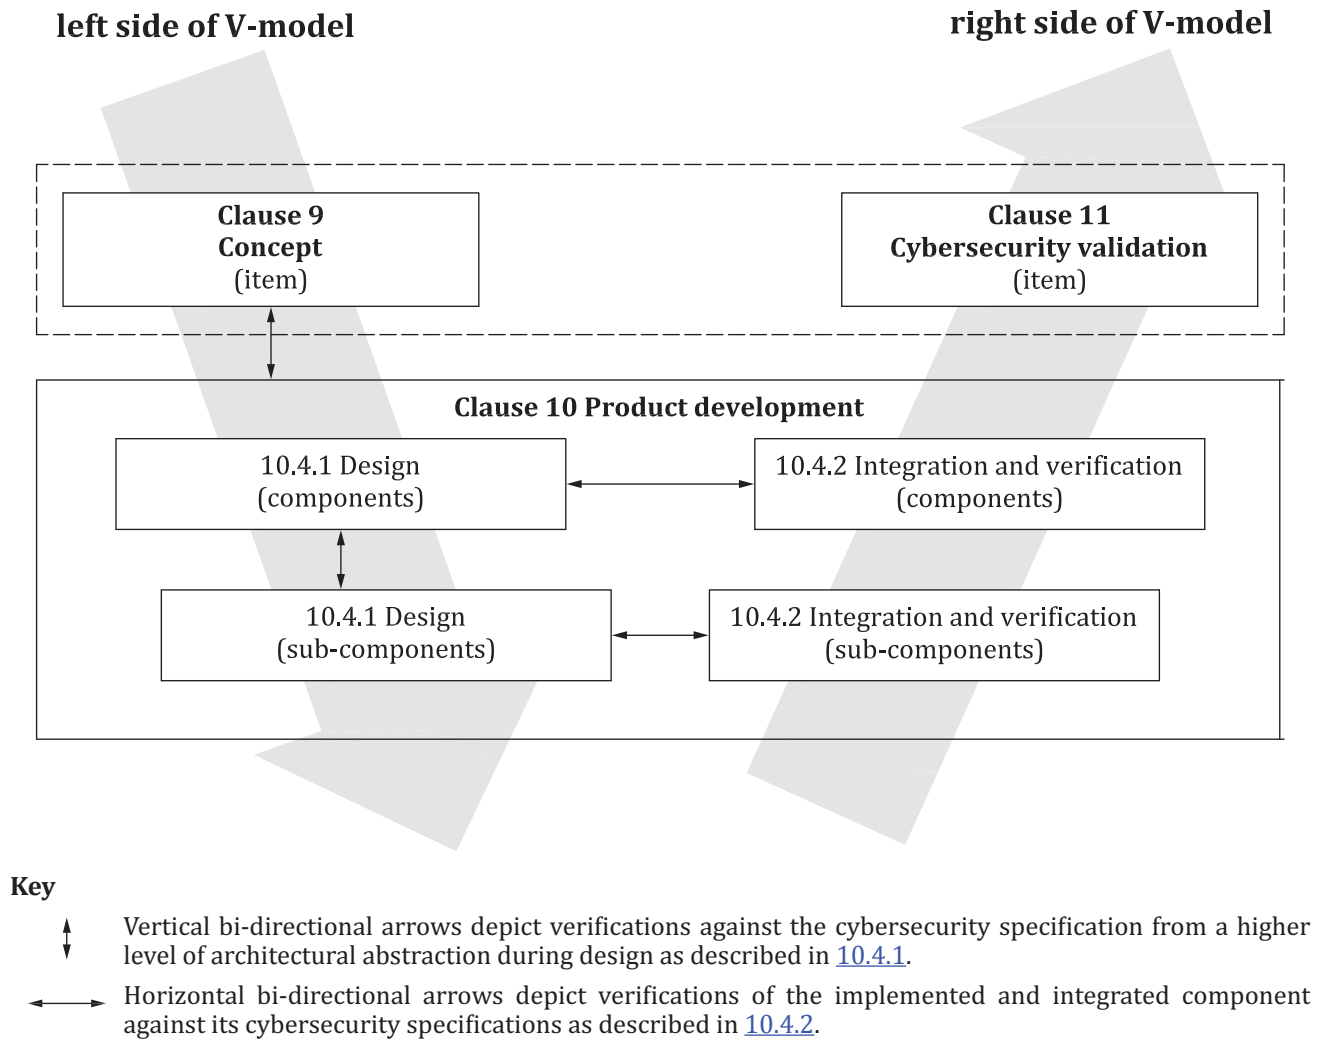 left side of V-model
right side of V-model
Clause 9
Concept
(item)
Clause 11
Cybersecurity validation
(item)
Clause 10 Product development
10.4.1 Design
(components)
10.4.2 Integration and verification
(components)
10.4.1 Design
(sub-components)
10.4.2 Integration and verification
(sub-components)
Key
Vertical bi-directional arrows depict verifications against the cybersecurity specification from a higher
level of architectural abstraction during design as described in 10.4.1.
Horizontal bi-directional arrows depict verifications of the implemented and integrated component
against its cybersecurity specifications as described in 10.4.2.